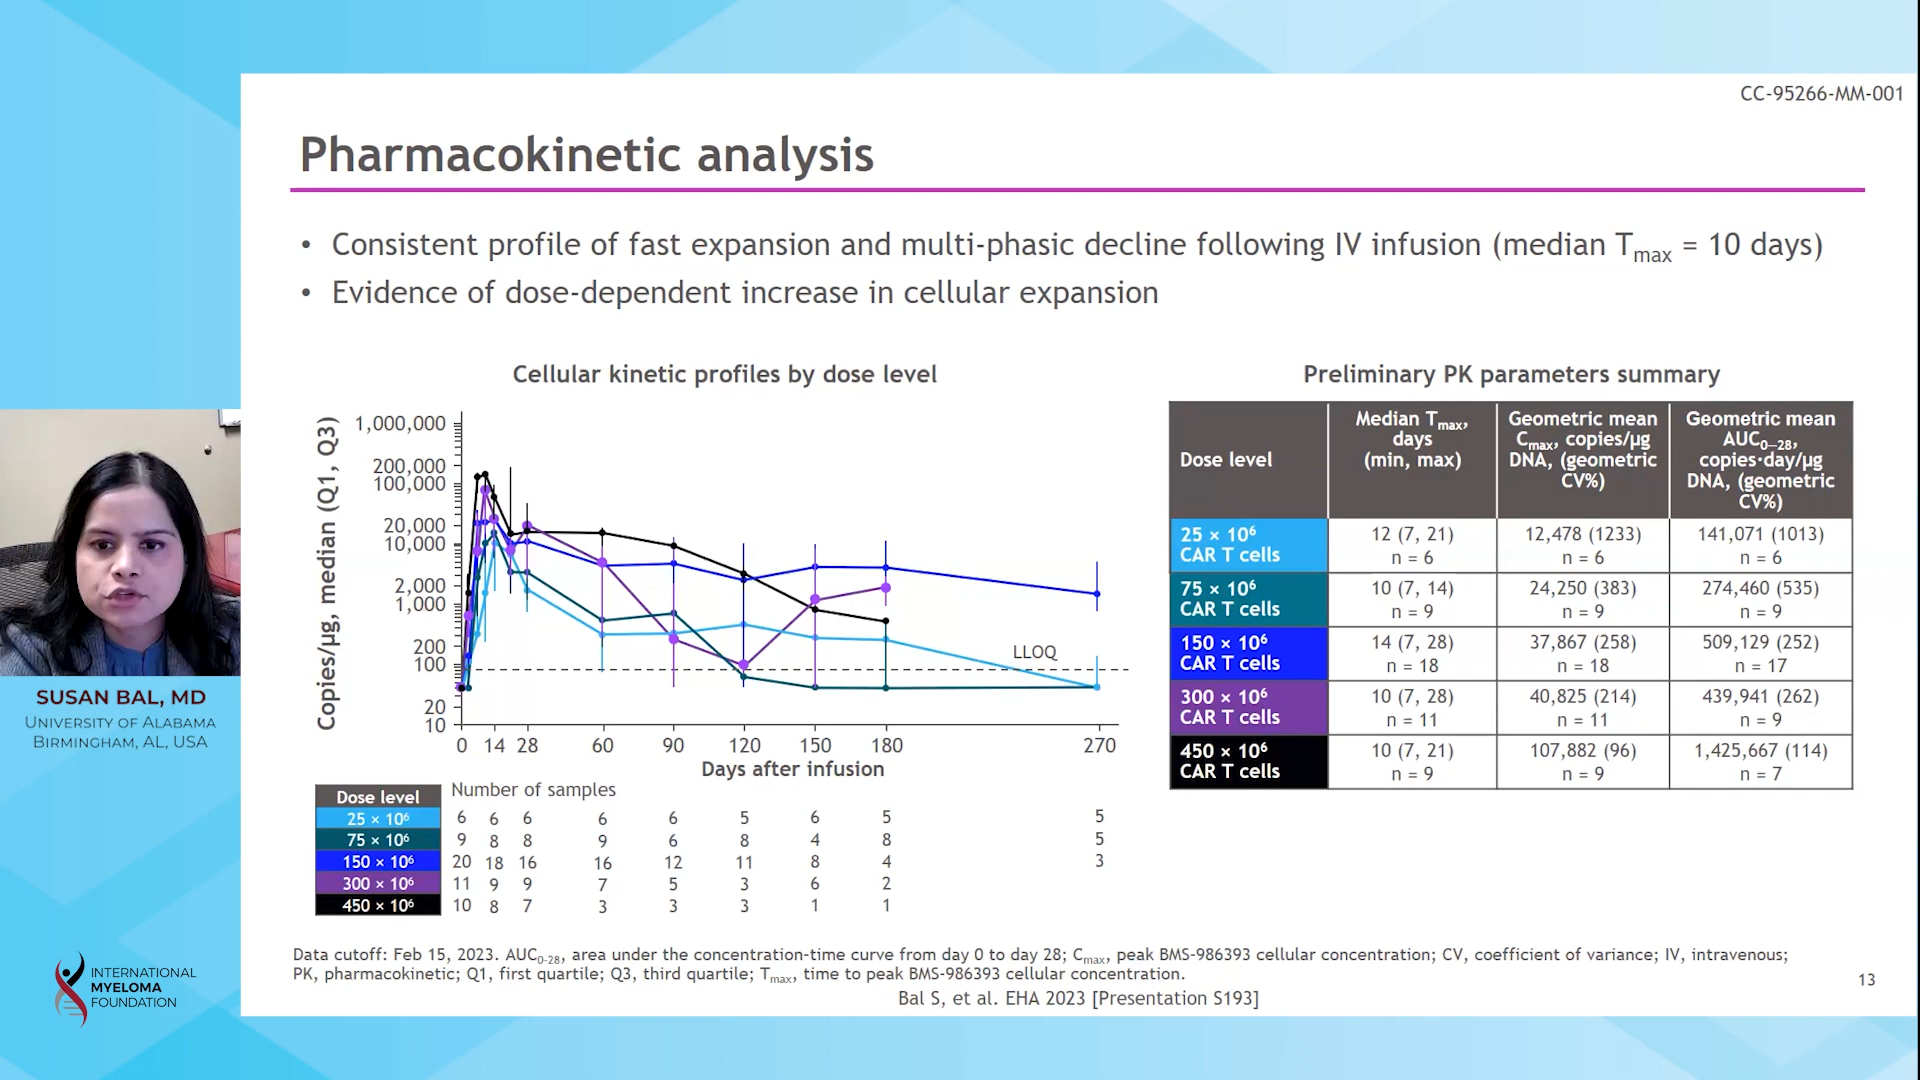 CC-95266-MM-001
Pharmacokinetic analysis
• Consistent profile of fast expansion and multi-phasic decline following IV infusion (median Tmax = 10 days)
• Evidence of dose-dependent increase in cellular expansion
Cellular kinetic profiles by dose level
Copies/µg, median (Q1, Q3)
1,000,000
200,000
100,000
20,000
10,000
2,000
1,000
200
100
20
10
LLOQ
0 14 28 60 90 120 150 180 270
Days after infusion
Number of samples
Dose level
25 × 10⁶ 6 6 6 6 6 5 6 5 5
75 × 10⁶ 9 8 8 9 6 8 4 8 5
150 × 10⁶ 20 18 16 16 12 11 8 4 3
300 × 10⁶ 11 9 9 7 5 3 6 2
450 × 10⁶ 10 8 7 3 3 3 1 1
Preliminary PK parameters summary
Dose level
Median Tmax,
days
(min, max)
Geometric mean
Cmax, copies/µg
DNA, (geometric
CV%)
Geometric mean
AUC0–28,
copies·day/µg
DNA, (geometric
CV%)
25 × 10⁶
CAR T cells
12 (7, 21)
n = 6
12,478 (1233)
n = 6
141,071 (1013)
n = 6
75 × 10⁶
CAR T cells
10 (7, 14)
n = 9
24,250 (383)
n = 9
274,460 (535)
n = 9
150 × 10⁶
CAR T cells
14 (7, 28)
n = 18
37,867 (258)
n = 18
509,129 (252)
n = 17
300 × 10⁶
CAR T cells
10 (7, 28)
n = 11
40,825 (214)
n = 11
439,941 (262)
n = 9
450 × 10⁶
CAR T cells
10 (7, 21)
n = 9
107,882 (96)
n = 9
1,425,667 (114)
n = 7
Data cutoff: Feb 15, 2023. AUC0-28, area under the concentration-time curve from day 0 to day 28; Cmax, peak BMS-986393 cellular concentration; CV, coefficient of variance; IV, intravenous;
PK, pharmacokinetic; Q1, first quartile; Q3, third quartile; Tmax, time to peak BMS-986393 cellular concentration.
Bal S, et al. EHA 2023 [Presentation S193]
13
SUSAN BAL, MD
UNIVERSITY OF ALABAMA
BIRMINGHAM, AL, USA
INTERNATIONAL
MYELOMA
FOUNDATION